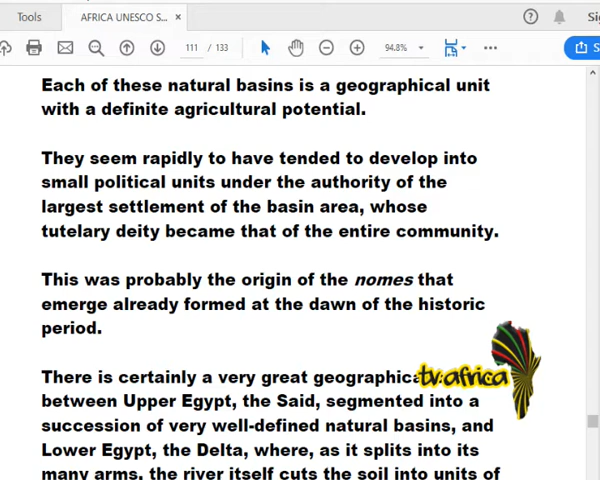 Tools
AFRICA UNESCO S... ×
111 / 133
94.8%
Each of these natural basins is a geographical unit
with a definite agricultural potential.
They seem rapidly to have tended to develop into
small political units under the authority of the
largest settlement of the basin area, whose
tutelary deity became that of the entire community.
This was probably the origin of the nomes that
emerge already formed at the dawn of the historic
period.
There is certainly a very great
tv.africa
between Upper Egypt, the Said, segmented into a
succession of very well-defined natural basins, and
Lower Egypt, the Delta, where, as it splits into its
many arms, the river itself cuts the soil into units of